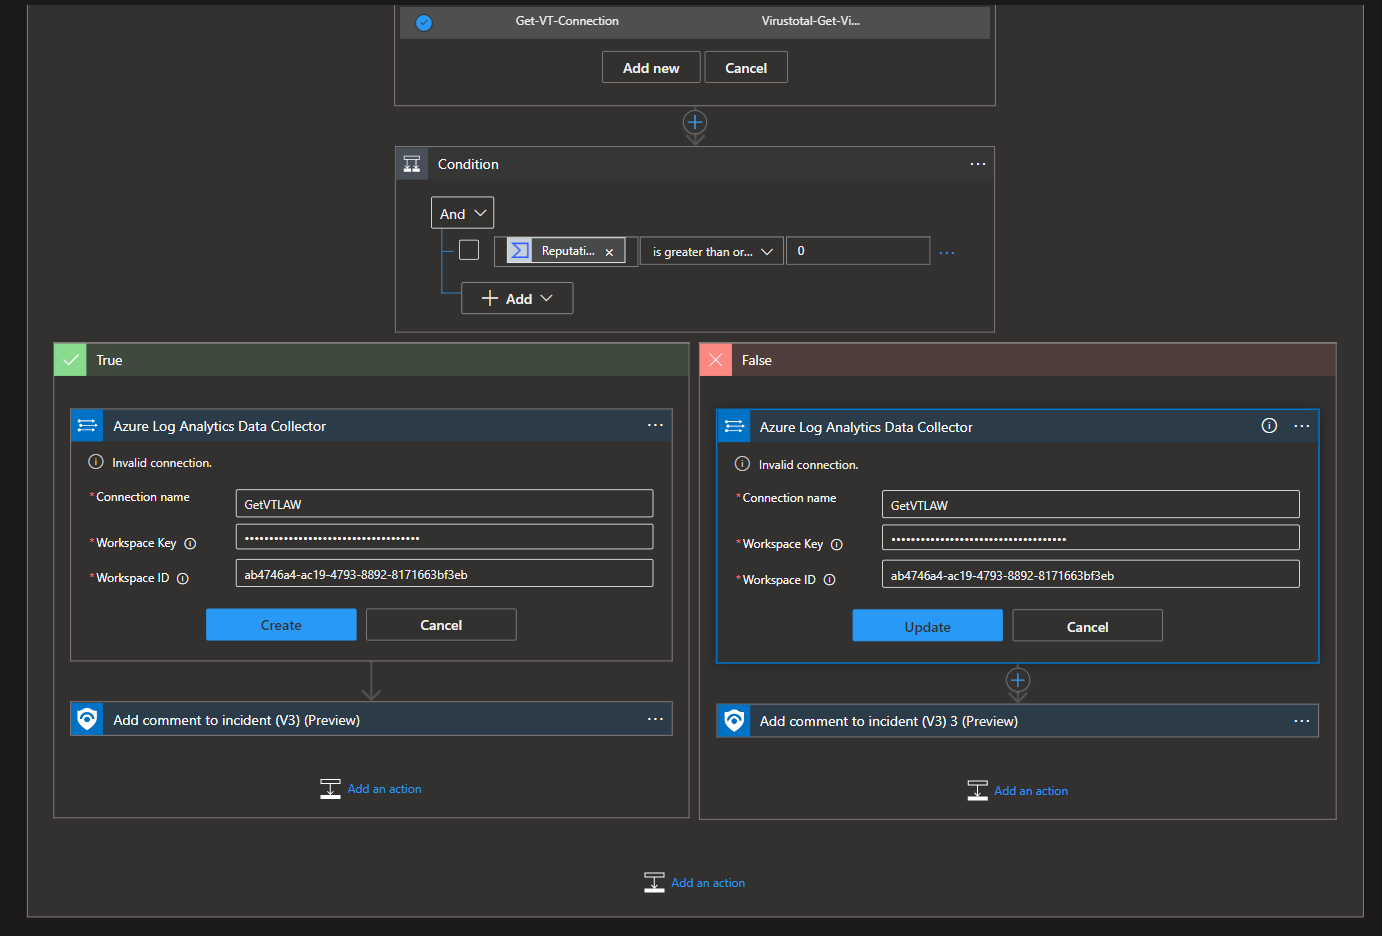 Get-VT-Connection Virustotal-Get-Vi...
Add new Cancel
Condition
And
Reputati... is greater than or... 0
Add
True
Azure Log Analytics Data Collector
Invalid connection.
*Connection name GetVTLAW
*Workspace Key
*Workspace ID ab4746a4-ac19-4793-8892-8171663bf3eb
Create Cancel
Add comment to incident (V3) (Preview)
Add an action
False
Azure Log Analytics Data Collector
Invalid connection.
*Connection name GetVTLAW
*Workspace Key
*Workspace ID ab4746a4-ac19-4793-8892-8171663bf3eb
Update Cancel
Add comment to incident (V3) 3 (Preview)
Add an action
Add an action